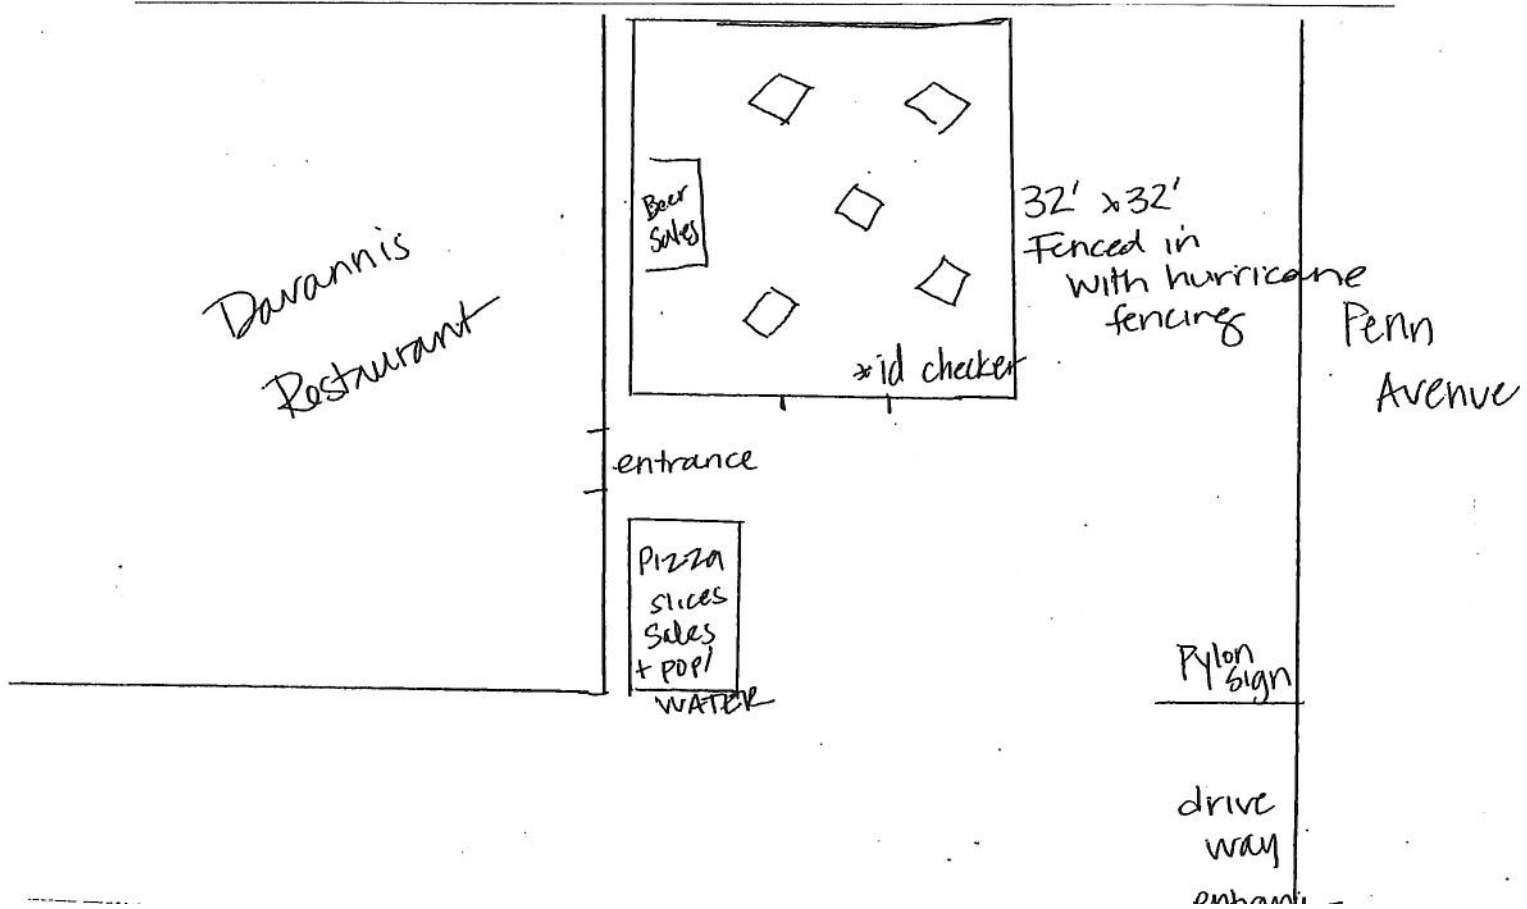 Davannis
Restaurant
Beer
Sales
32' x 32'
Fenced in
with hurricane
fencing
*id checker
Penn
Avenue
entrance
Pizza
slices
Sales
+ pop/
WATER
Pylon
Sign
drive
way